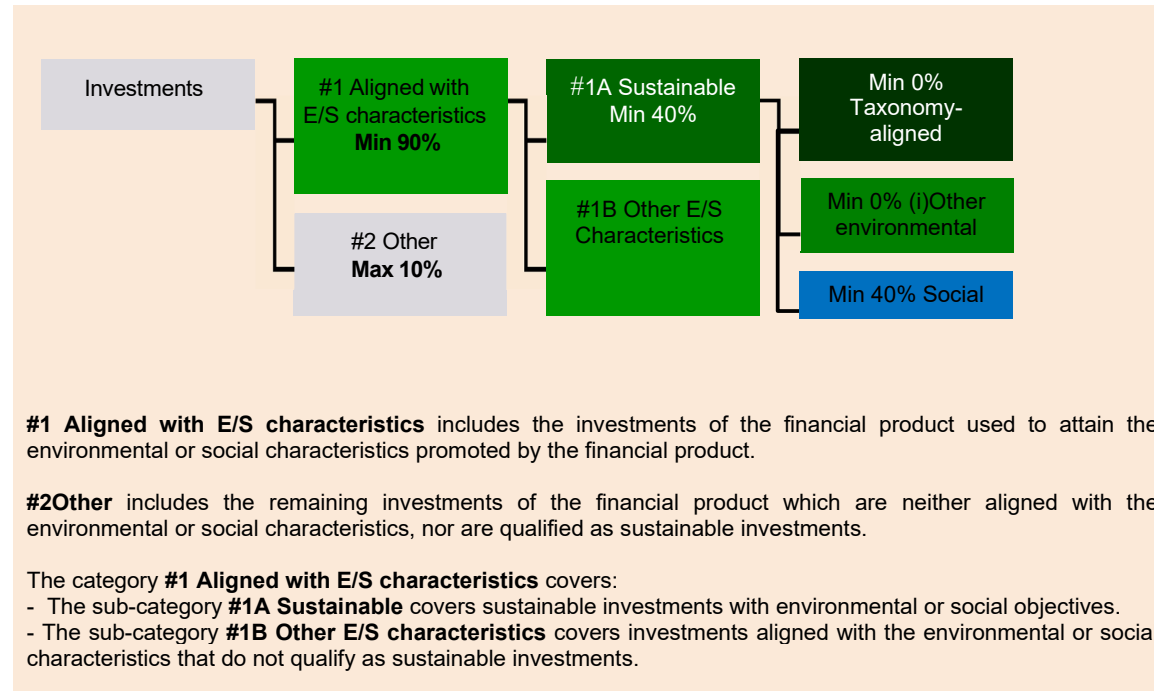 Investments
#1 Aligned with
E/S characteristics
Min 90%
#2 Other
Max 10%
#1A Sustainable
Min 40%
#1B Other E/S
Characteristics
Min 0%
Taxonomy-
aligned
Min 0% (i)Other
environmental
Min 40% Social
#1 Aligned with E/S characteristics includes the investments of the financial product used to attain the
environmental or social characteristics promoted by the financial product.
#2Other includes the remaining investments of the financial product which are neither aligned with the
environmental or social characteristics, nor are qualified as sustainable investments.
The category #1 Aligned with E/S characteristics covers:
- The sub-category #1A Sustainable covers sustainable investments with environmental or social objectives.
- The sub-category #1B Other E/S characteristics covers investments aligned with the environmental or social
characteristics that do not qualify as sustainable investments.